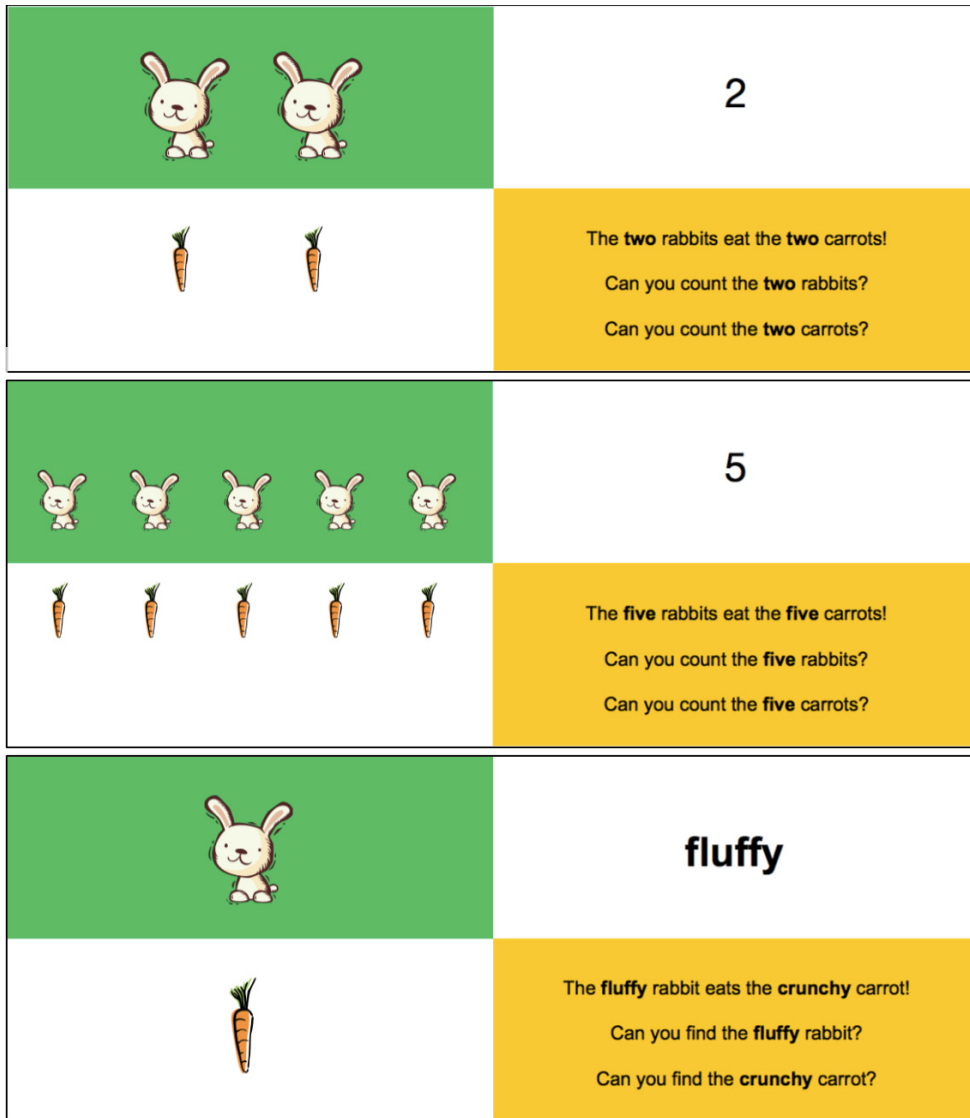 2
The two rabbits eat the two carrots!
Can you count the two rabbits?
Can you count the two carrots?
5
The five rabbits eat the five carrots!
Can you count the five rabbits?
Can you count the five carrots?
fluffy
The fluffy rabbit eats the crunchy carrot!
Can you find the fluffy rabbit?
Can you find the crunchy carrot?